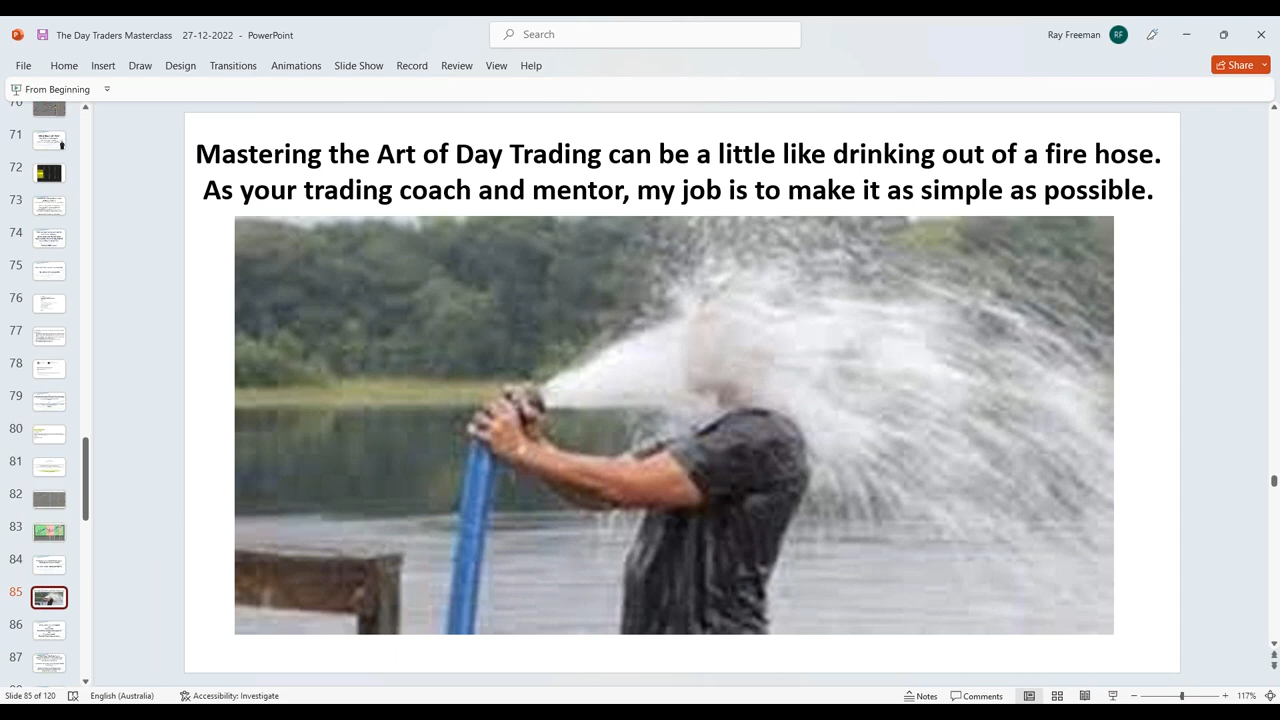 The Day Traders Masterclass 27-12-2022 - PowerPoint
Search
Ray Freeman
RF
File Home Insert Draw Design Transitions Animations Slide Show Record Review View Help
Share
From Beginning
71
72
74
75
76
77
78
79
80
81
82
83
84
85
86
87
Mastering the Art of Day Trading can be a little like drinking out of a fire hose.
As your trading coach and mentor, my job is to make it as simple as possible.
Slide 85 of 120
English (Australia)
Accessibility: Investigate
Notes
Comments
117%